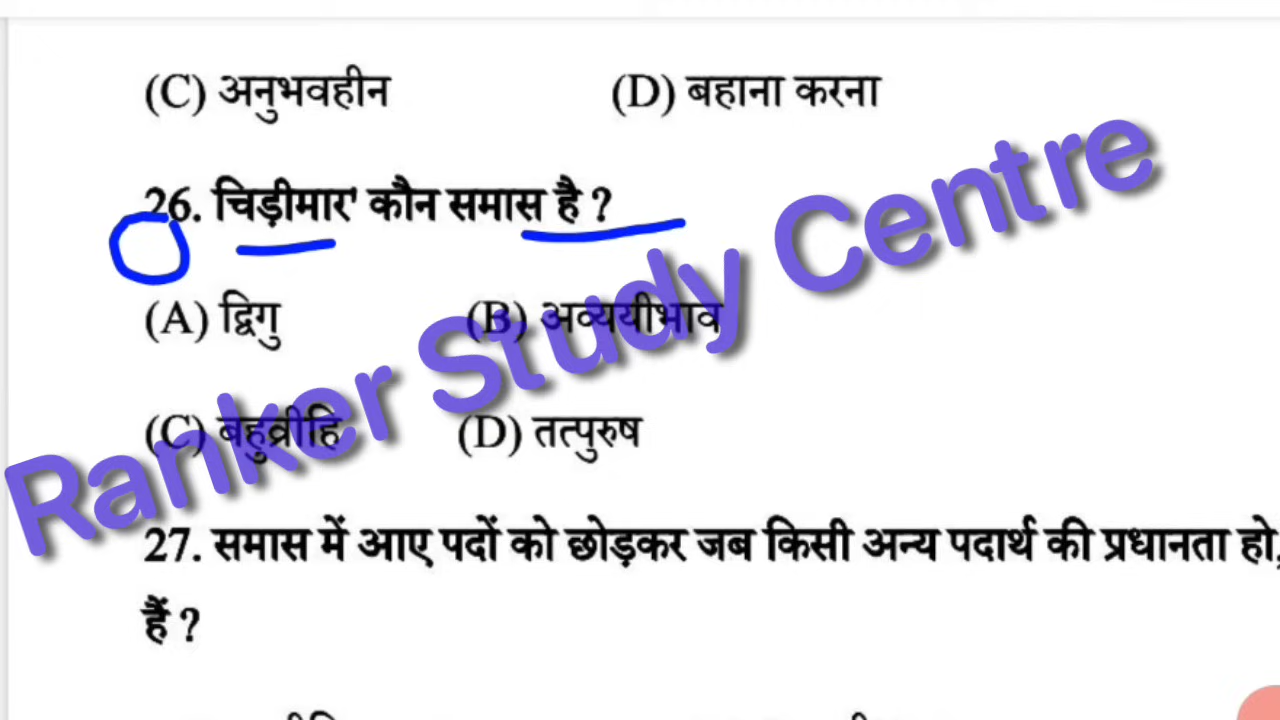 (C) अनुभवहीन (D) बहाना करना
26. चिड़ीमार' कौन समास है ?
(A) द्विगु (B) अव्ययीभाव
(C) बहुव्रीहि (D) तत्पुरुष
Ranker Study Centre
27. समास में आए पदों को छोड़कर जब किसी अन्य पदार्थ की प्रधानता हो,
हैं ?